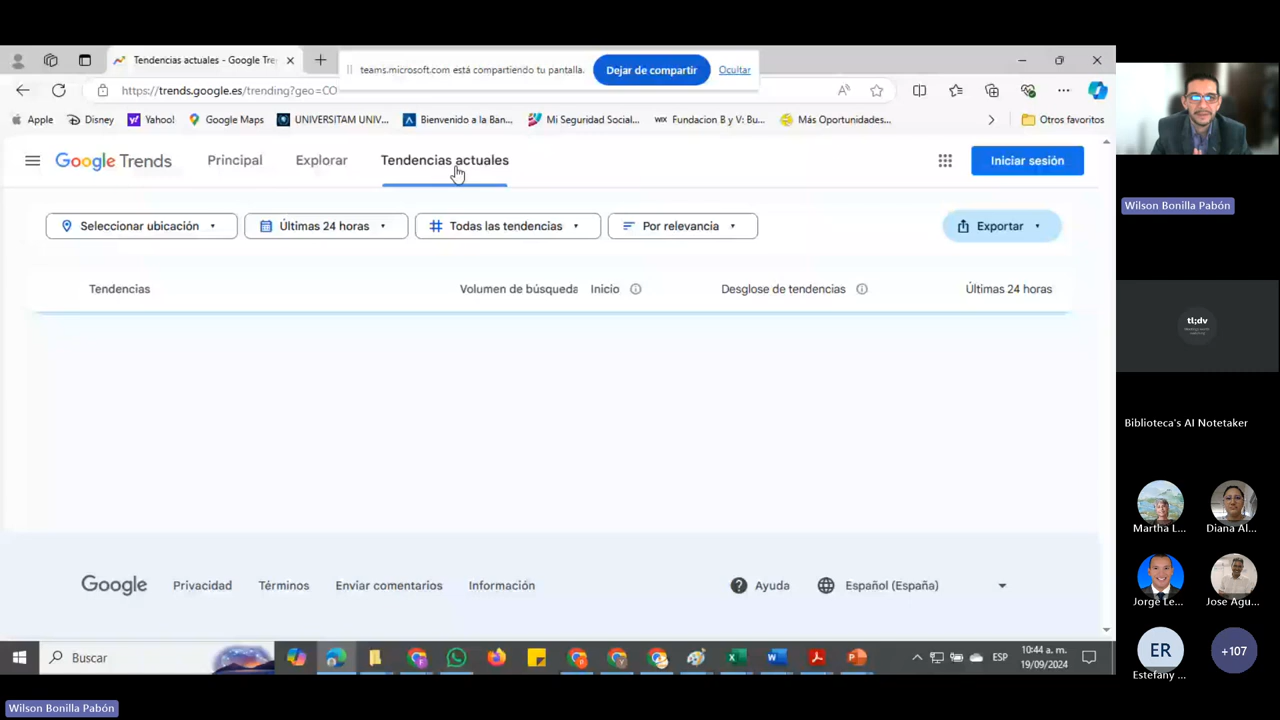 Tendencias actuales - Google Tre
teams.microsoft.com está compartiendo tu pantalla.
Dejar de compartir
Ocultar
https://trends.google.es/trending?geo=CO
Apple
Disney
Yahoo!
Google Maps
UNIVERSITAM UNIV...
Bienvenido a la Ban...
Mi Seguridad Social...
WIX Fundacion B y V: Bu...
Más Oportunidades...
Otros favoritos
Google Trends
Principal
Explorar
Tendencias actuales
Iniciar sesión
Seleccionar ubicación
Últimas 24 horas
Todas las tendencias
Por relevancia
Exportar
Tendencias
Volumen de búsqueda
Inicio
Desglose de tendencias
Últimas 24 horas
Google
Privacidad
Términos
Enviar comentarios
Información
Ayuda
Español (España)
Buscar
ESP
10:44 a. m.
19/09/2024
Wilson Bonilla Pabón
tl;dv
Biblioteca's AI Notetaker
Martha L...
Diana Al...
Jorge Le...
Jose Agu...
ER
Estefany ...
+107
Wilson Bonilla Pabón